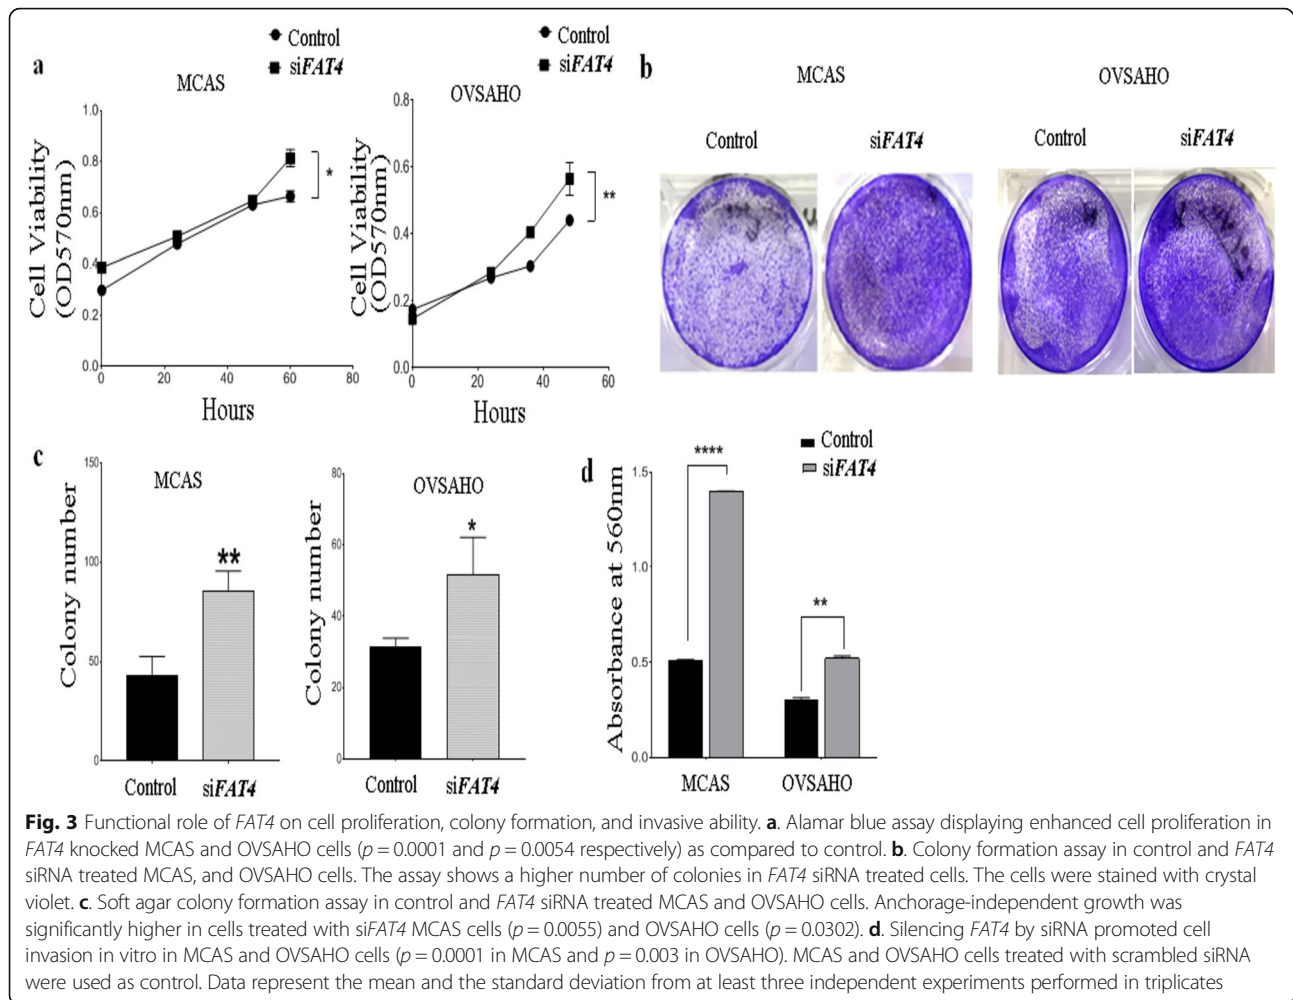 a
Control
siFAT4
MCAS
Cell Viability
(OD570nm)
1.0
0.8
0.6
0.4
0.2
0.0
*
0 20 40 60 80
Hours
Control
siFAT4
OVSAHO
Cell Viability
(OD570nm)
0.8
0.6
0.4
0.2
0.0
**
0 20 40 60
Hours
b
MCAS OVSAHO
Control siFAT4 Control siFAT4
c
MCAS
Colony number
150
100
50
0
**
Control siFAT4
OVSAHO
Colony number
80
60
40
20
0
*
Control siFAT4
d
Control
siFAT4
Absorbance at 560nm
1.5
1.0
0.5
0.0
****
**
MCAS OVSAHO
Fig. 3 Functional role of FAT4 on cell proliferation, colony formation, and invasive ability. a. Alamar blue assay displaying enhanced cell proliferation in
FAT4 knocked MCAS and OVSAHO cells (p = 0.0001 and p = 0.0054 respectively) as compared to control. b. Colony formation assay in control and FAT4
siRNA treated MCAS, and OVSAHO cells. The assay shows a higher number of colonies in FAT4 siRNA treated cells. The cells were stained with crystal
violet. c. Soft agar colony formation assay in control and FAT4 siRNA treated MCAS and OVSAHO cells. Anchorage-independent growth was
significantly higher in cells treated with siFAT4 MCAS cells (p = 0.0055) and OVSAHO cells (p = 0.0302). d. Silencing FAT4 by siRNA promoted cell
invasion in vitro in MCAS and OVSAHO cells (p = 0.0001 in MCAS and p = 0.003 in OVSAHO). MCAS and OVSAHO cells treated with scrambled siRNA
were used as control. Data represent the mean and the standard deviation from at least three independent experiments performed in triplicates